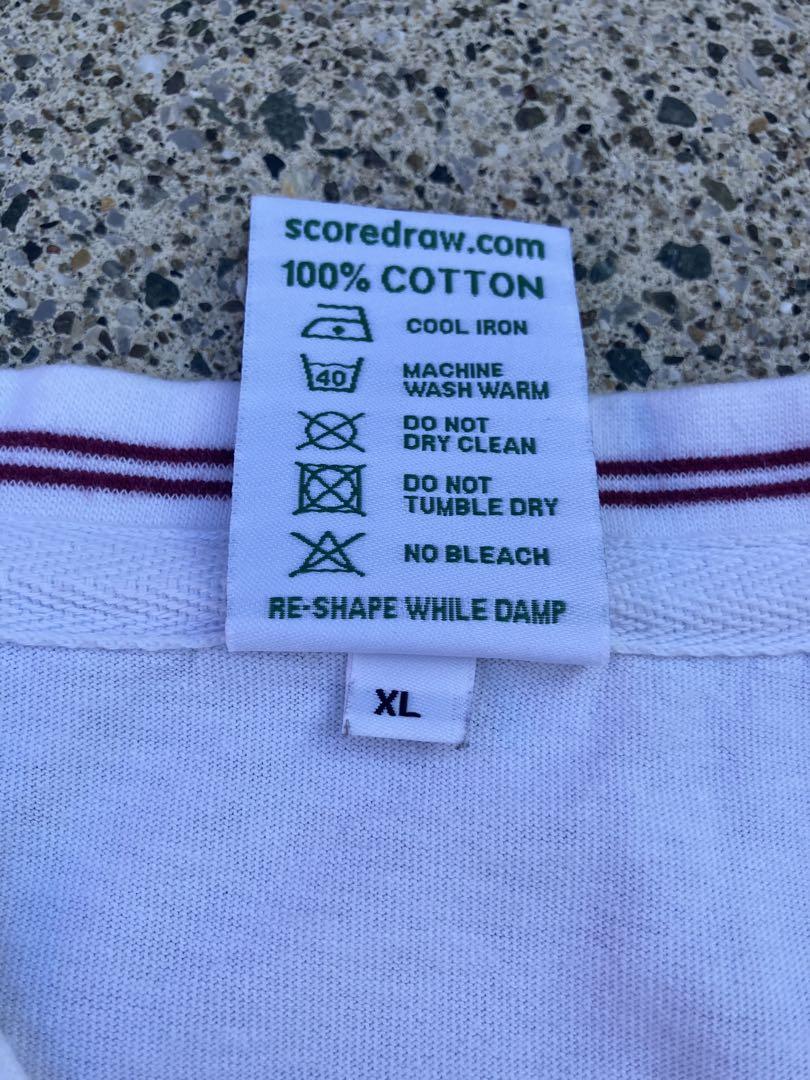 scoredraw.com
100% COTTON
COOL IRON
40
MACHINE
WASH WARM
DO NOT
DRY CLEAN
DO NOT
TUMBLE DRY
NO BLEACH
RE-SHAPE WHILE DAMP
XL